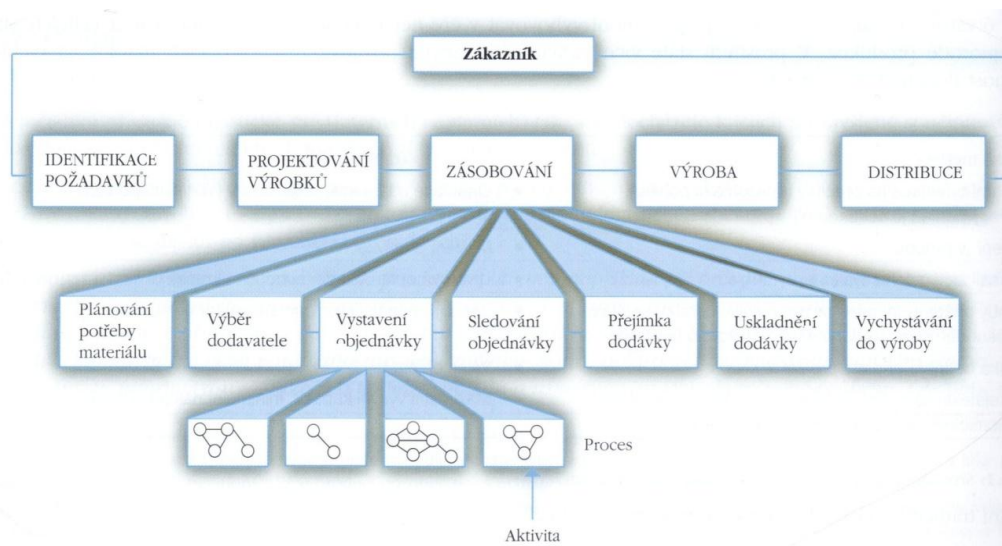 Zákazník
IDENTIFIKACE
POŽADAVKŮ
PROJEKTOVÁNÍ
VÝROBKŮ
ZÁSOBOVÁNÍ
VÝROBA
DISTRIBUCE
Plánování
potřeby
materiálu
Výběr
dodavatele
Vystavení
objednávky
Sledování
objednávky
Přejímka
dodávky
Uskladnění
dodávky
Vychystávání
do výroby
Proces
Aktivita